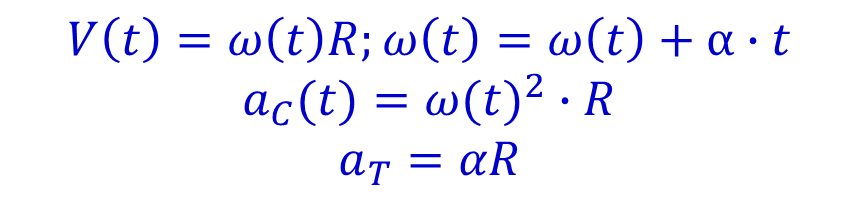 V(t) = ω(t)R; ω(t) = ω(t) + α · t
a_C(t) = ω(t)² · R
a_T = αR